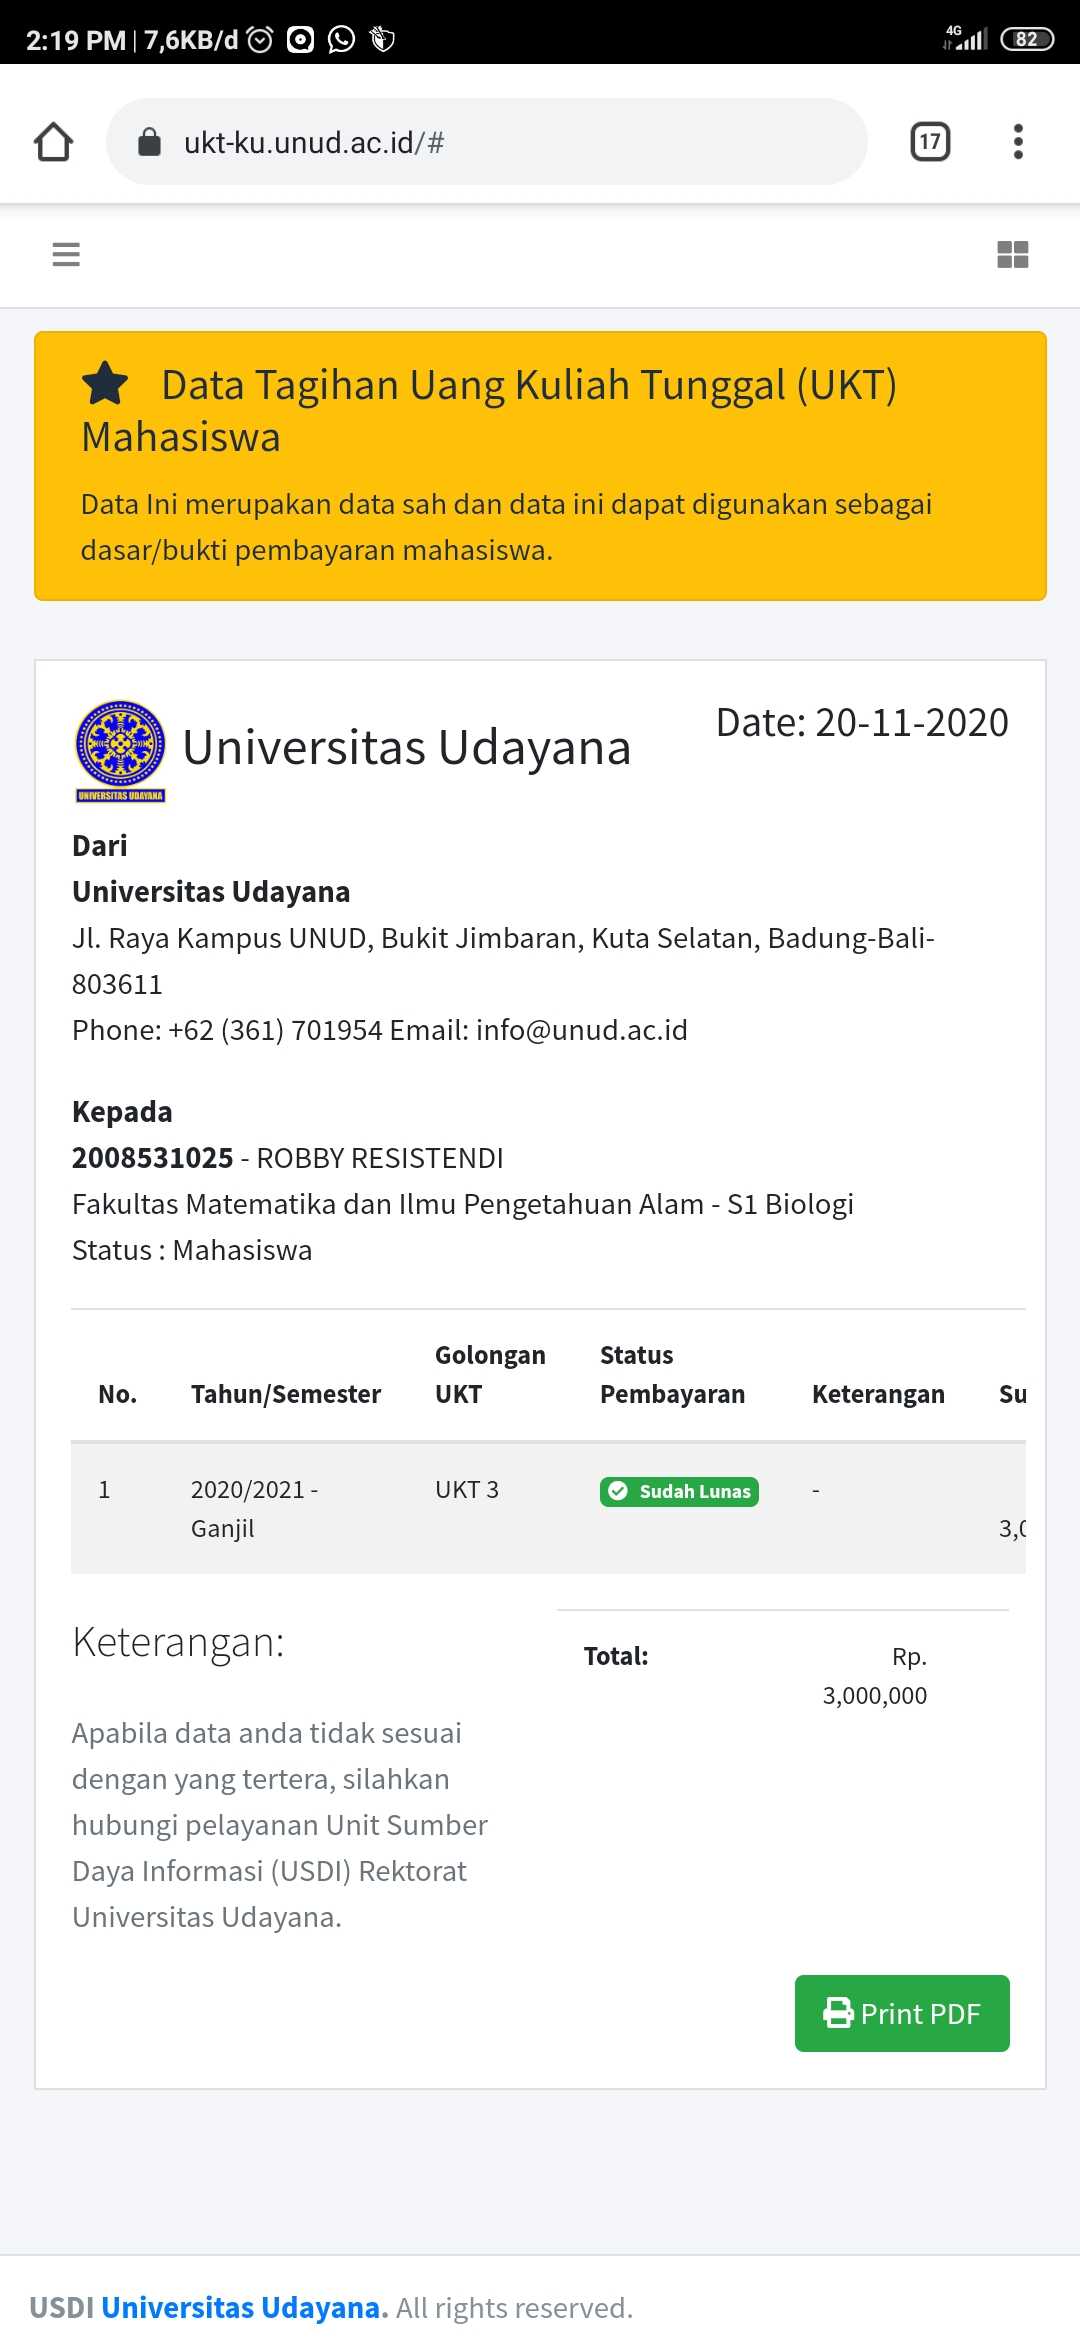 2:19 PM | 7,6KB/d
4G
82
ukt-ku.unud.ac.id/#
17
Data Tagihan Uang Kuliah Tunggal (UKT)
Mahasiswa
Data Ini merupakan data sah dan data ini dapat digunakan sebagai
dasar/bukti pembayaran mahasiswa.
Universitas Udayana
UNIVERSITAS UDAYANA
Date: 20-11-2020
Dari
Universitas Udayana
Jl. Raya Kampus UNUD, Bukit Jimbaran, Kuta Selatan, Badung-Bali-
803611
Phone: +62 (361) 701954 Email: info@unud.ac.id
Kepada
2008531025 - ROBBY RESISTENDI
Fakultas Matematika dan Ilmu Pengetahuan Alam - S1 Biologi
Status : Mahasiswa
No. Tahun/Semester Golongan UKT Status Pembayaran Keterangan Su
1 2020/2021 - Ganjil UKT 3 Sudah Lunas - 3,0
Keterangan:
Apabila data anda tidak sesuai
dengan yang tertera, silahkan
hubungi pelayanan Unit Sumber
Daya Informasi (USDI) Rektorat
Universitas Udayana.
Total: Rp.
3,000,000
Print PDF
USDI Universitas Udayana. All rights reserved.